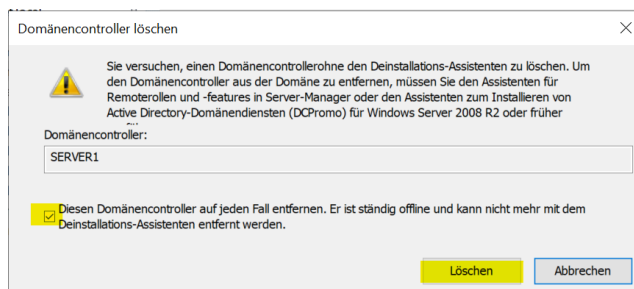 Domänencontroller löschen
Sie versuchen, einen Domänencontrollerohne den Deinstallations-Assistenten zu löschen. Um
den Domänencontroller aus der Domäne zu entfernen, müssen Sie den Assistenten für
Remoterollen und -features in Server-Manager oder den Assistenten zum Installieren von
Active Directory-Domänendiensten (DCPromo) für Windows Server 2008 R2 oder früher
Domänencontroller:
SERVER1
Diesen Domänencontroller auf jeden Fall entfernen. Er ist ständig offline und kann nicht mehr mit dem
Deinstallations-Assistenten entfernt werden.
Löschen
Abbrechen